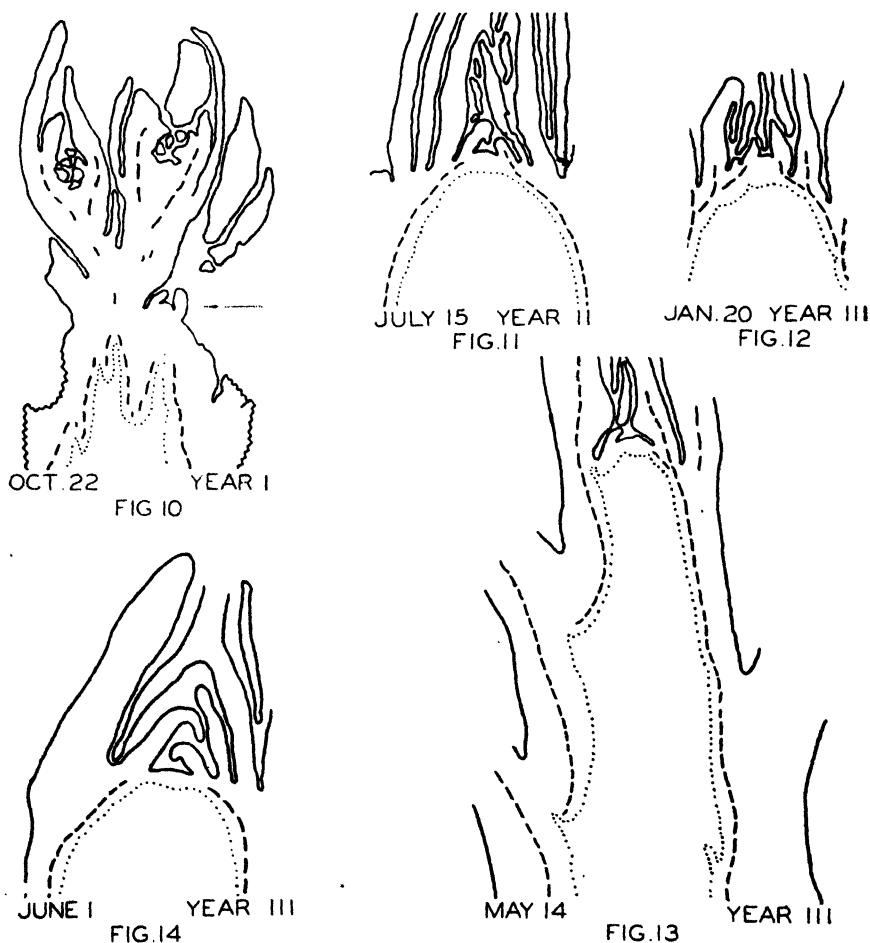 JULY 15 YEAR II
FIG.11
JAN.20 YEAR III
FIG.12
OCT.22 YEAR I
FIG 10
JUNE I YEAR III
FIG.14
MAY 14 YEAR III
FIG.13